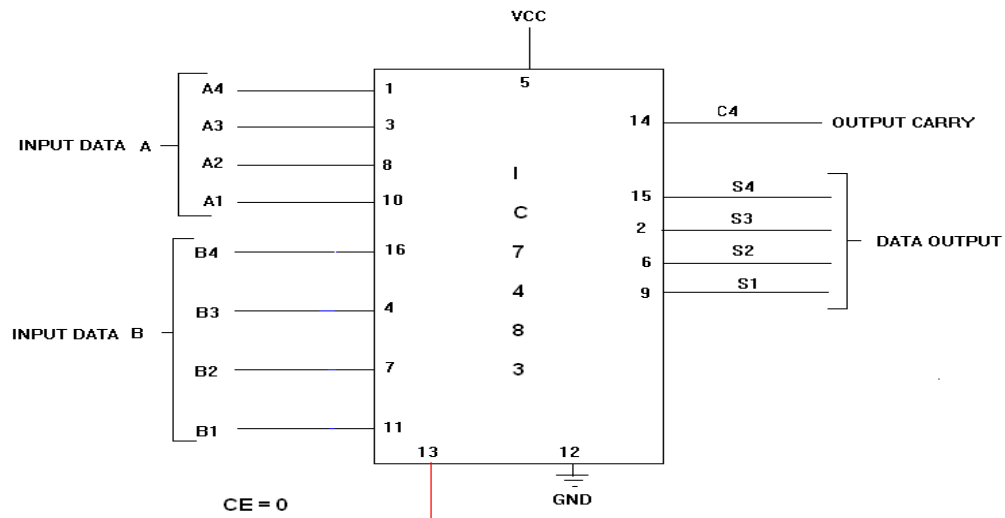 VCC
5
A4 1
A3 3
INPUT DATA A
A2 8
A1 10
B4 16
B3 4
INPUT DATA B
B2 7
B1 11
I
C
7
4
8
3
14 C4 OUTPUT CARRY
15 S4
2 S3
DATA OUTPUT
6 S2
9 S1
13 12
CE = 0
GND